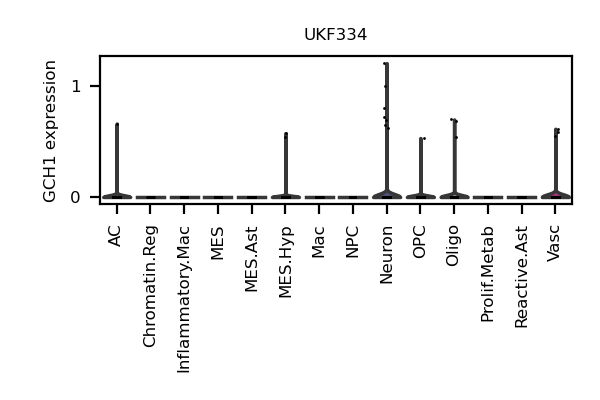 UKF334
GCH1 expression
1
0
AC
Chromatin.Reg
Inflammatory.Mac
MES
MES.Ast
MES.Hyp
Mac
NPC
Neuron
OPC
Oligo
Prolif.Metab
Reactive.Ast
Vasc